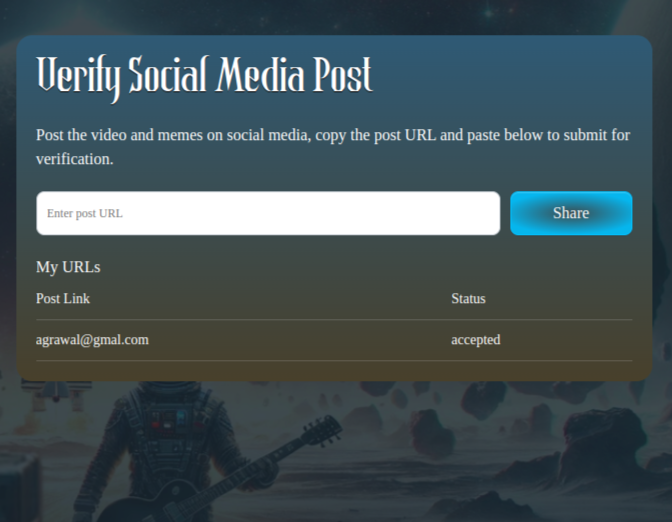 Verify Social Media Post
Post the video and memes on social media, copy the post URL and paste below to submit for
verification.
Enter post URL
Share
My URLs
Post Link
Status
agrawal@gmal.com
accepted